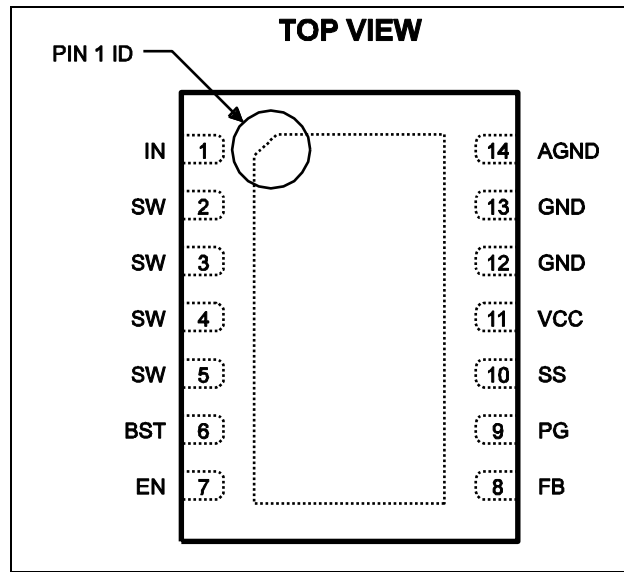 TOP VIEW
PIN 1 ID
IN 1 14 AGND
SW 2 13 GND
SW 3 12 GND
SW 4 11 VCC
SW 5 10 SS
BST 6 9 PG
EN 7 8 FB